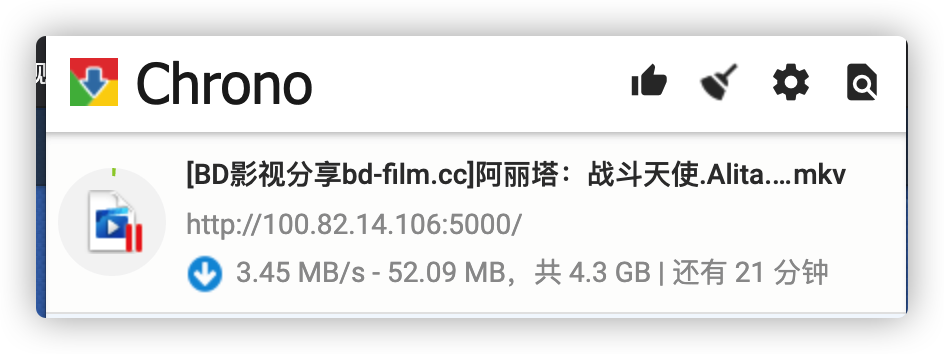 Chrono
[BD影视分享bd-film.cc]阿丽塔：战斗天使.Alita.…mkv
http://100.82.14.106:5000/
3.45 MB/s - 52.09 MB，共 4.3 GB | 还有 21 分钟